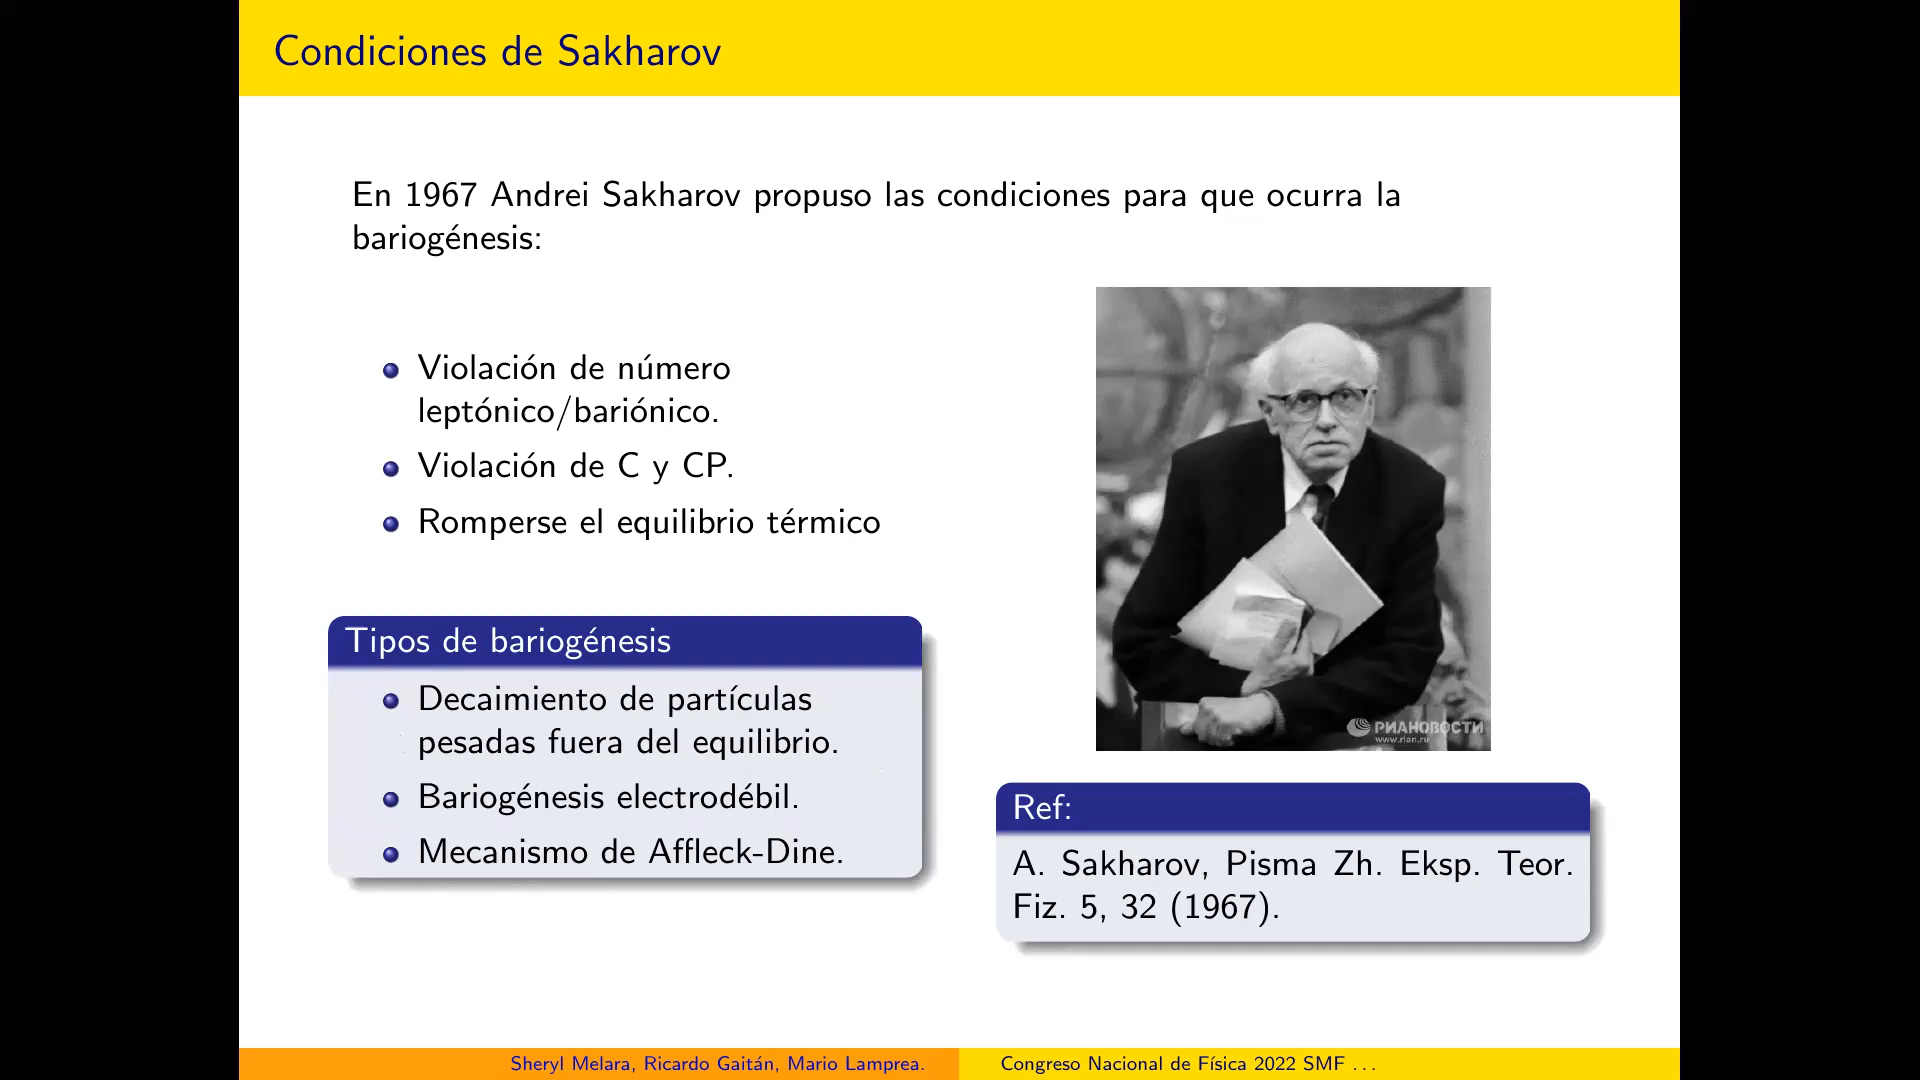 Condiciones de Sakharov
En 1967 Andrei Sakharov propuso las condiciones para que ocurra la
bariogénesis:
Violación de número
leptónico/bariónico.
Violación de C y CP.
Romperse el equilibrio térmico
Tipos de bariogénesis
Decaimiento de partículas
pesadas fuera del equilibrio.
Bariogénesis electrodébil.
Mecanismo de Affleck-Dine.
РИАНОВОСТИ
www.rian.ru
Ref:
A. Sakharov, Pisma Zh. Eksp. Teor.
Fiz. 5, 32 (1967).
Sheryl Melara, Ricardo Gaitán, Mario Lamprea.
Congreso Nacional de Física 2022 SMF ...